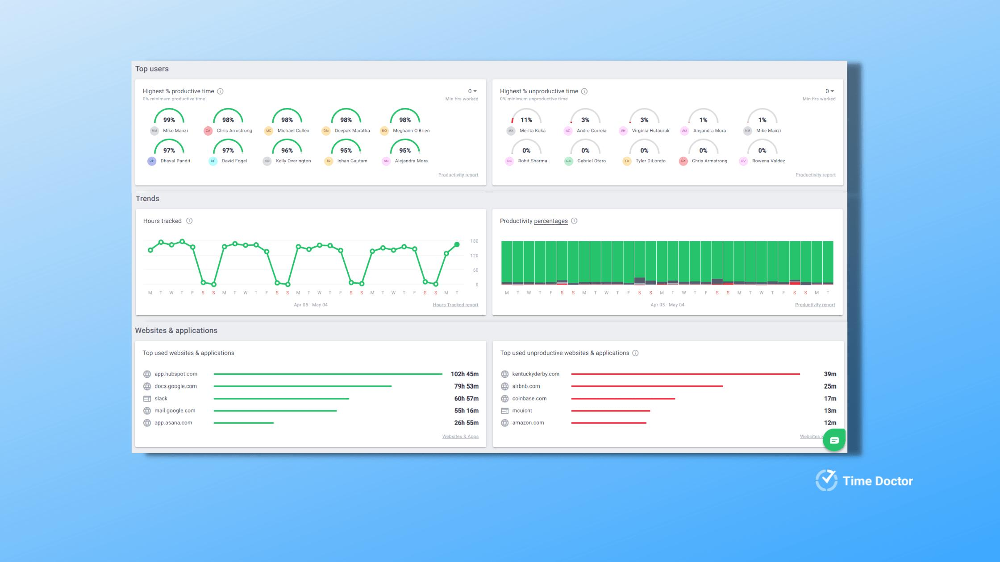 Top users
Highest % productive time
0
0% minimum productive time
Min hrs worked
99%
98%
98%
98%
98%
MM Mike Manzi
CA Chris Armstrong
MC Michael Cullen
DM Deepak Maratha
MO Meghann O'Brien
97%
97%
96%
95%
95%
DP Dhaval Pandit
DF David Fogel
KO Kelly Overington
IG Ishan Gautam
AM Alejandra Mora
Productivity report
Highest % unproductive time
0
0% minimum unproductive time
Min hrs worked
11%
3%
3%
1%
1%
MK Merita Kuka
AC Andre Correia
VH Virginia Hutauruk
AM Alejandra Mora
MM Mike Manzi
0%
0%
0%
0%
0%
RS Rohit Sharma
GO Gabriel Otero
TD Tyler DiLoreto
CA Chris Armstrong
RV Rowena Valdez
Productivity report
Trends
Hours tracked
180
120
60
0
M T W T F S S M T W T F S S M T W T F S S M T W T F S S M T
Apr 05 - May 04
Hours Tracked report
Productivity percentages
M T W T F S S M T W T F S S M T W T F S S M T W T F S S M T
Apr 05 - May 04
Productivity report
Websites & applications
Top used websites & applications
app.hubspot.com 102h 45m
docs.google.com 79h 53m
slack 60h 57m
mail.google.com 55h 16m
app.asana.com 26h 55m
Websites & Apps
Top used unproductive websites & applications
kentuckyderby.com 39m
airbnb.com 25m
coinbase.com 17m
mcuicnt 13m
amazon.com 12m
Websites &
Time Doctor